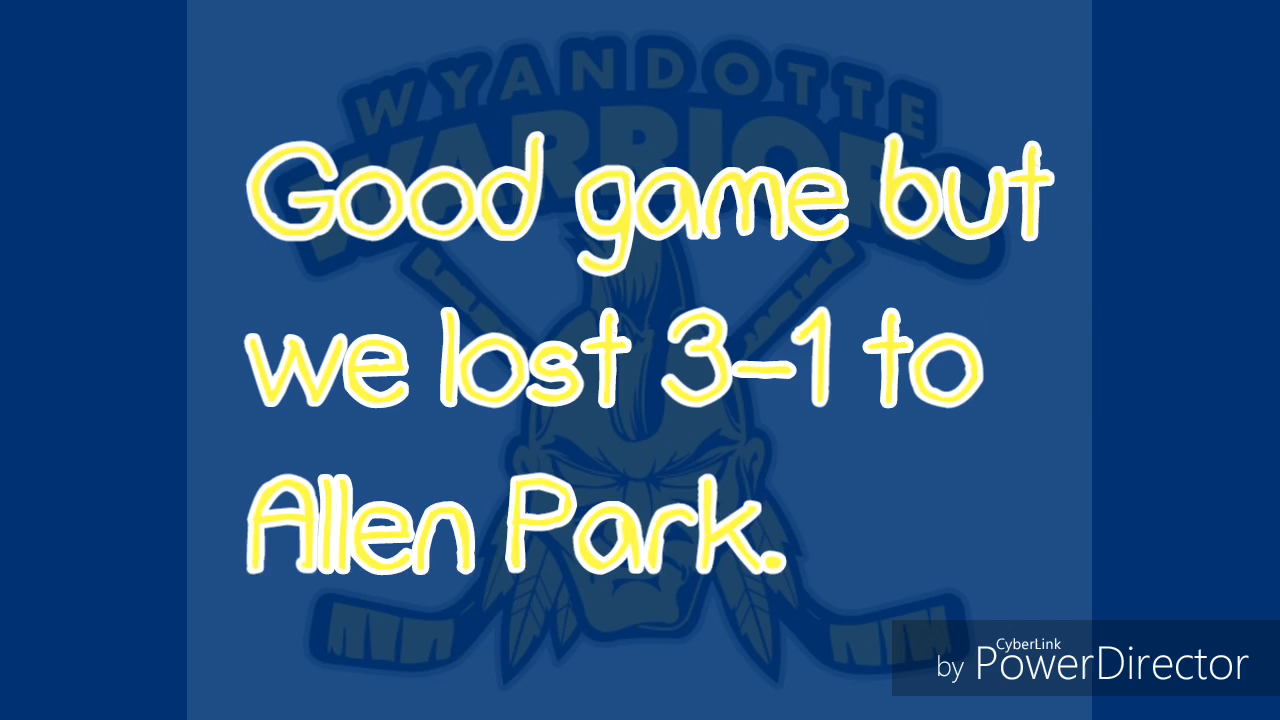 WYANDOTTE
WARRIORS
Good game but
we lost 3-1 to
Allen Park.
CyberLink
by PowerDirector